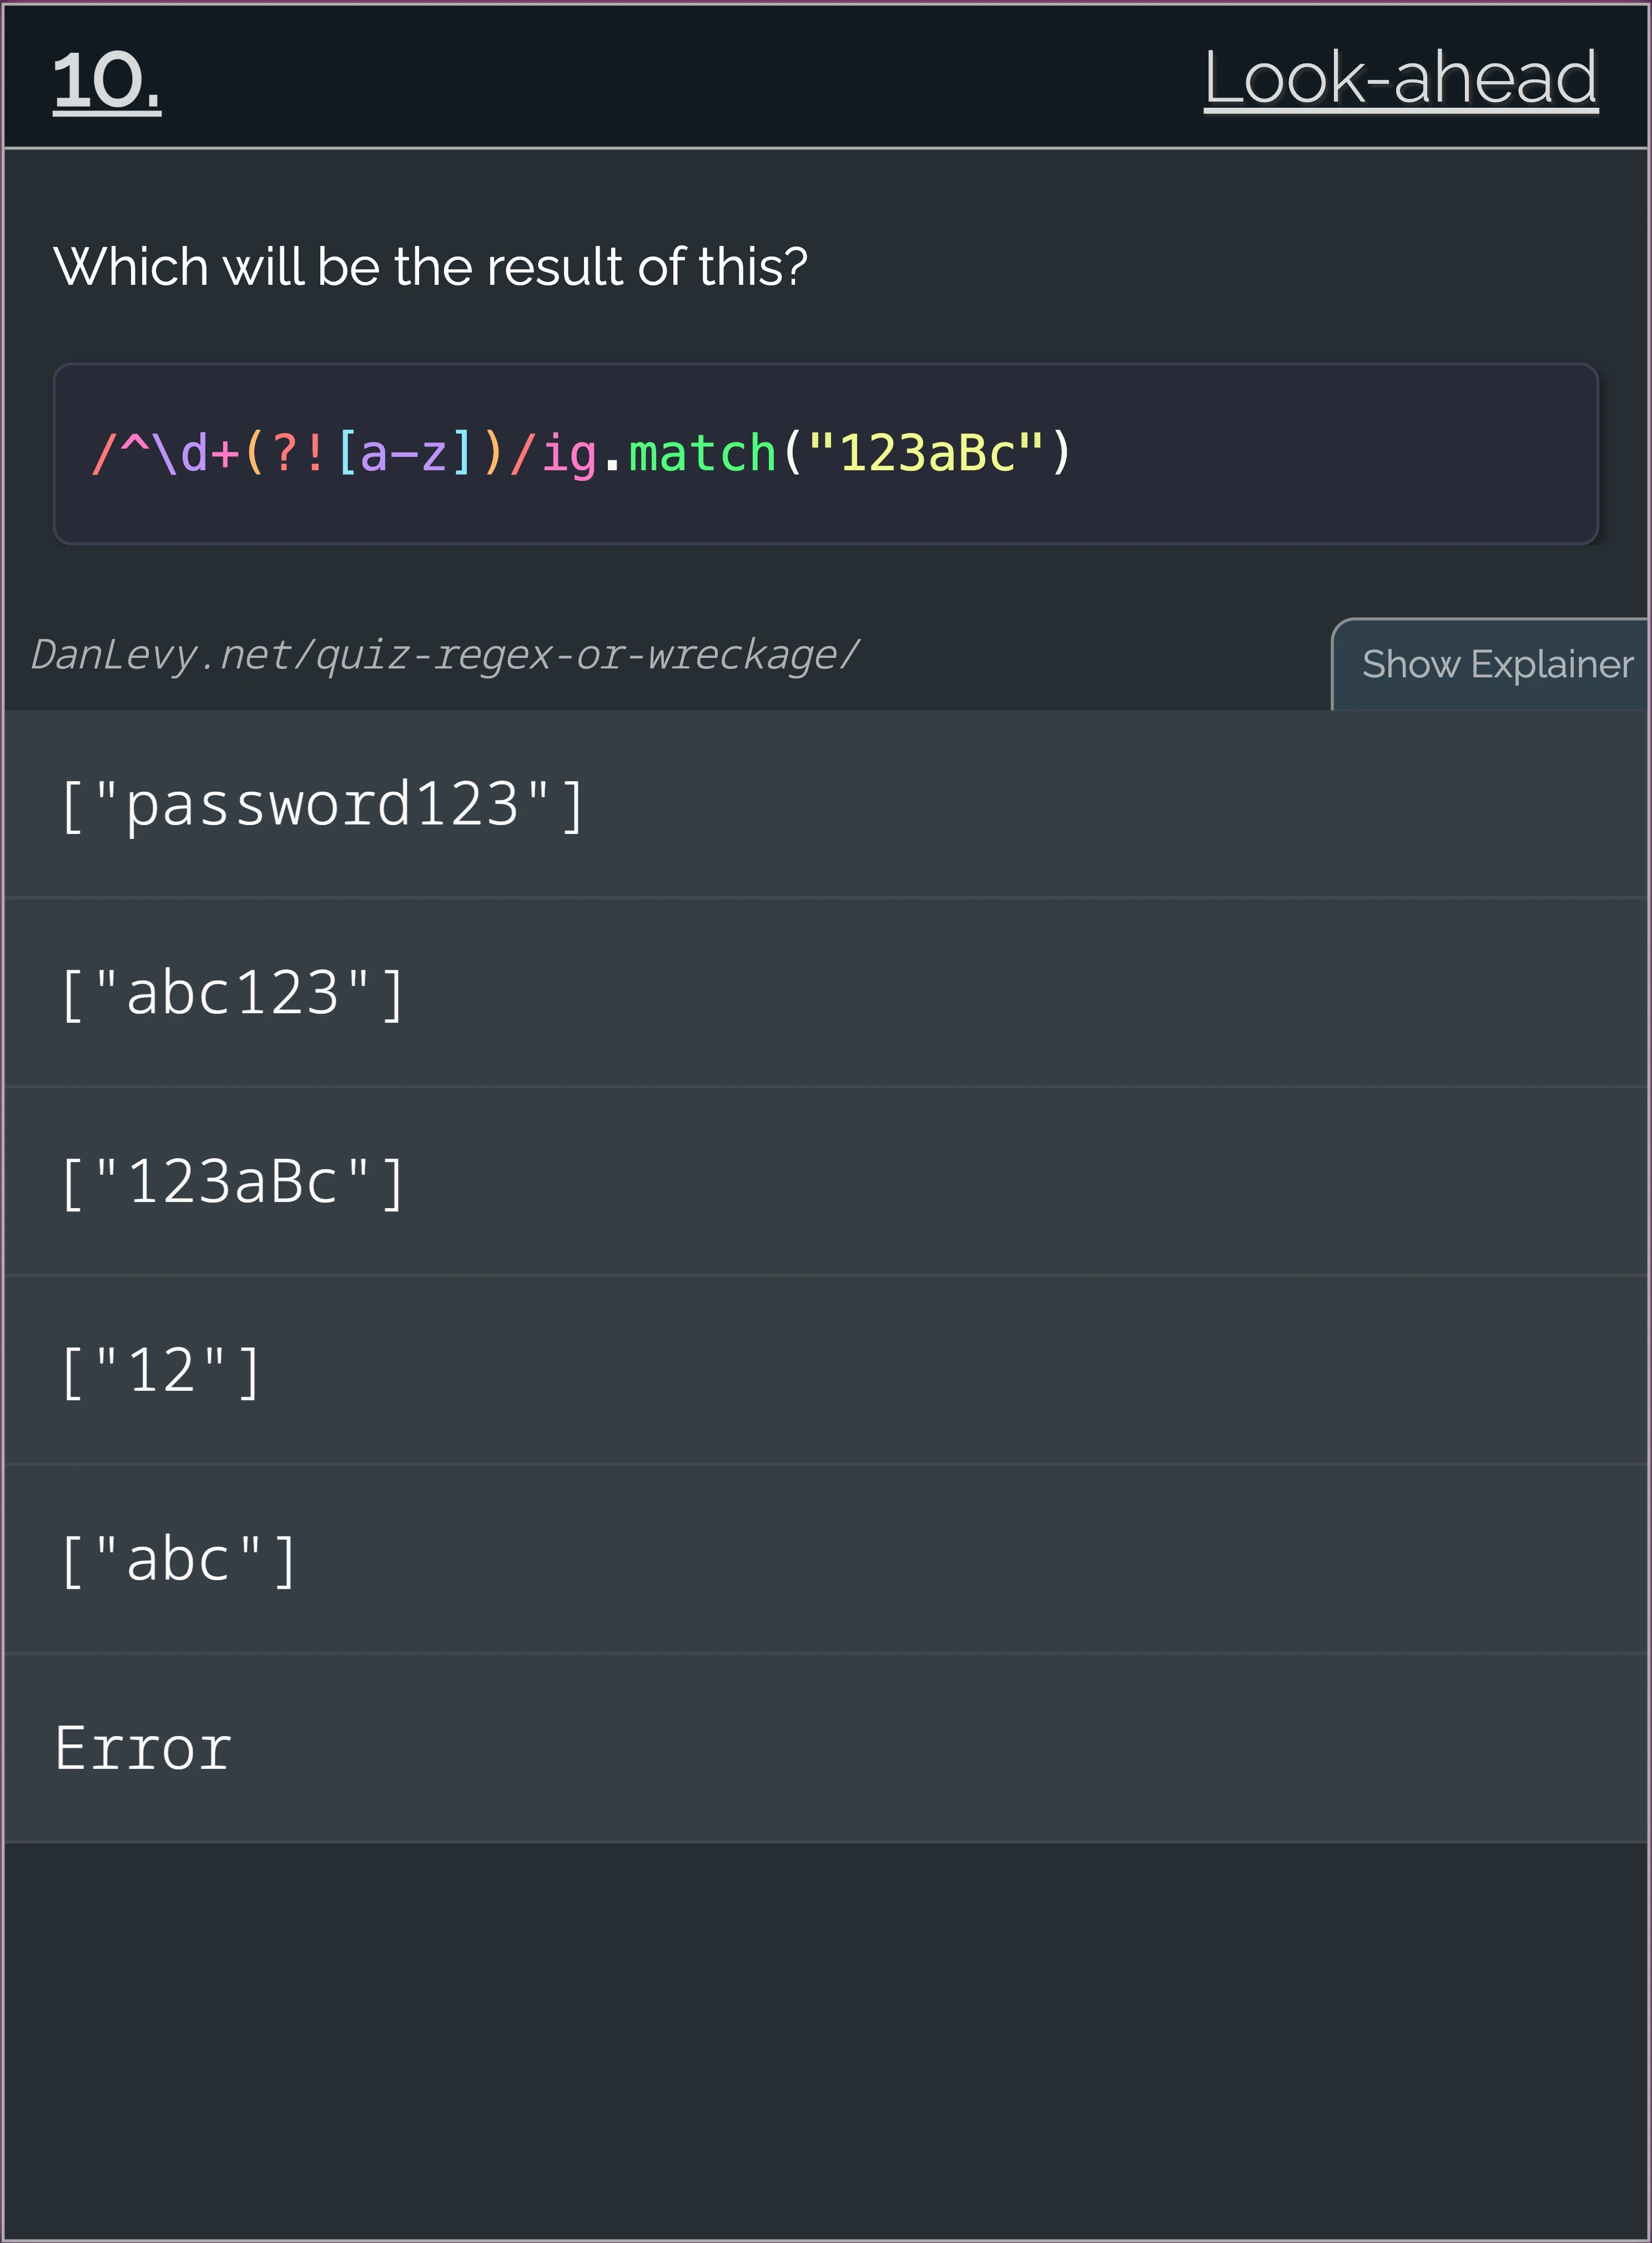 10.
Look-ahead
Which will be the result of this?
/^\d+(?![a-z])/ig.match("123aBc")
DanLevy.net/quiz-regex-or-wreckage/
Show Explainer
["password123"]
["abc123"]
["123aBc"]
["12"]
["abc"]
Error